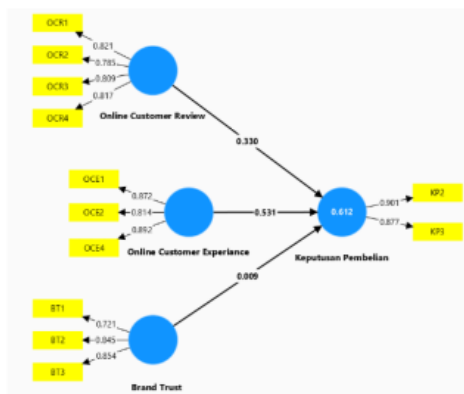 OCR1
OCR2
OCR3
OCR4
0.821
0.785
0.809
0.817
Online Customer Review
0.330
OCE1
OCE2
OCE4
0.872
0.814
0.892
Online Customer Experiance
0.531
0.612
Keputusan Pembelian
0.901
0.877
KP2
KP3
0.009
BT1
BT2
BT3
0.721
0.845
0.854
Brand Trust